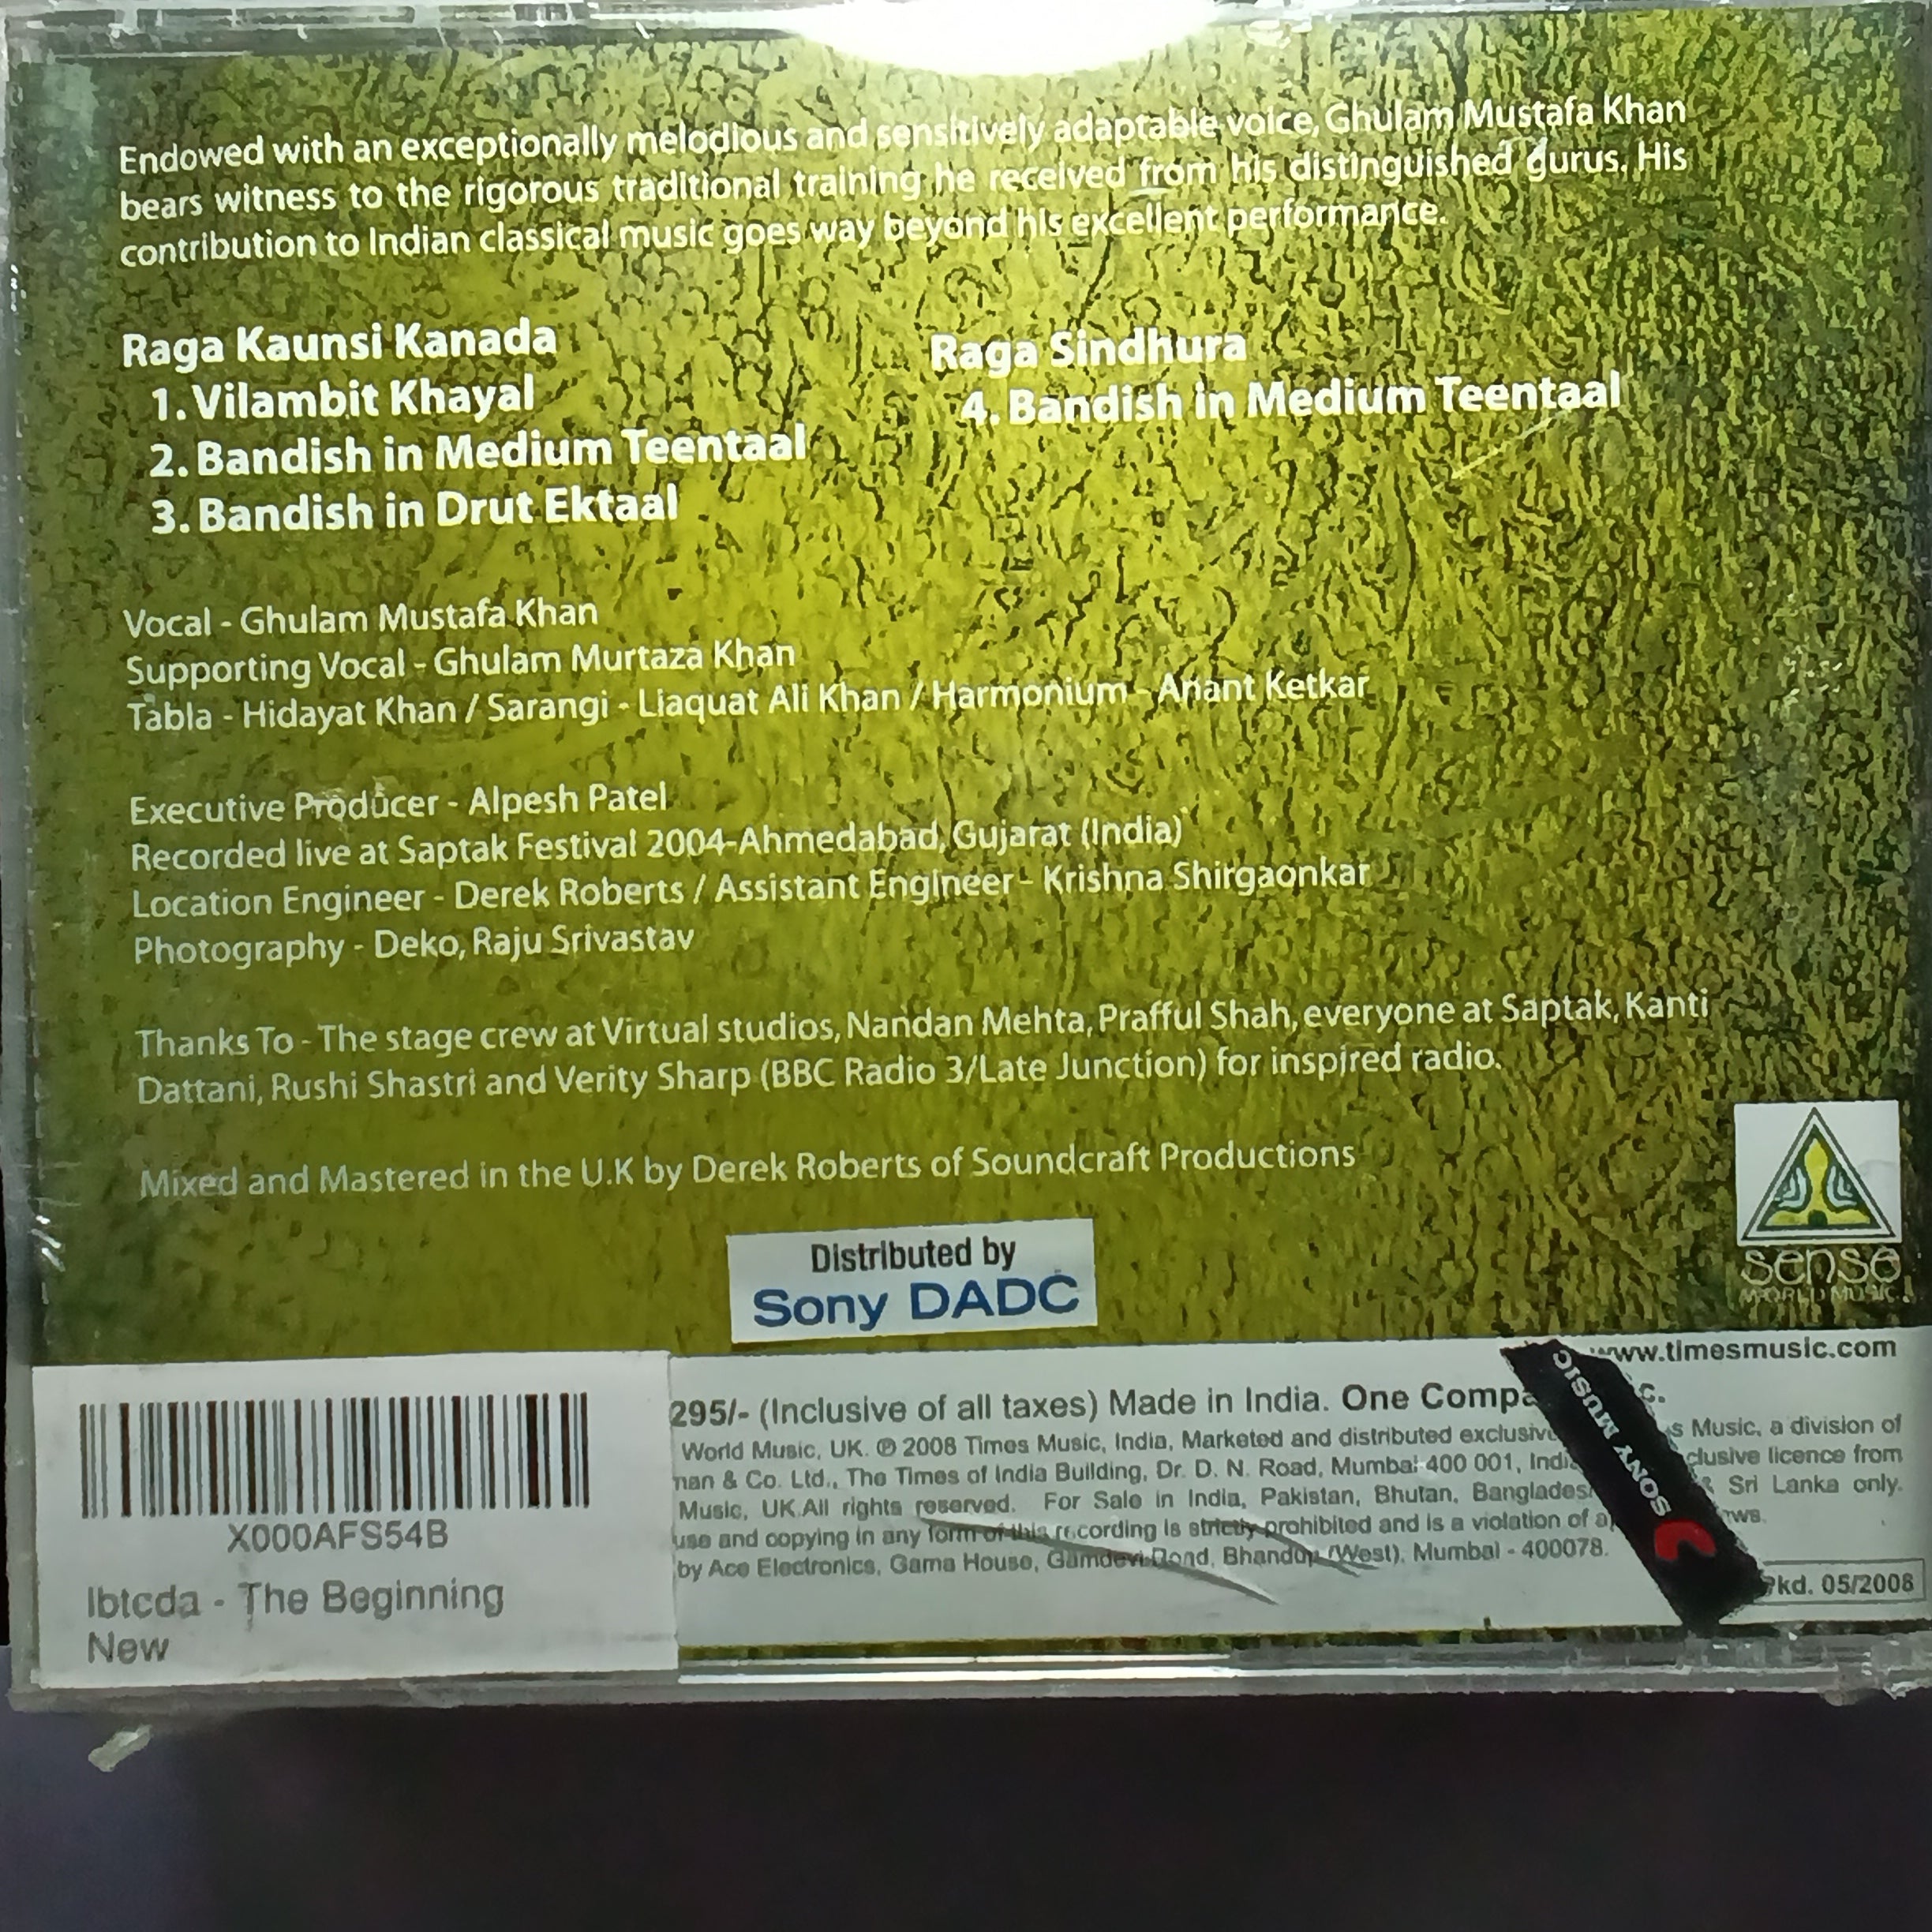 Endowed with an exceptionally melodious and sensitively adaptable voice, Ghulam Mustafa Khan
bears witness to the rigorous traditional training he received from his distinguished gurus. His
contribution to Indian classical music goes way beyond his excellent performance.
Raga Kaunsi Kanada
1. Vilambit Khayal
2. Bandish in Medium Teentaal
3. Bandish in Drut Ektaal
Raga Sindhura
4. Bandish in Medium Teentaal
Vocal - Ghulam Mustafa Khan
Supporting Vocal - Ghulam Murtaza Khan
Tabla - Hidayat Khan / Sarangi - Liaquat Ali Khan / Harmonium - Anant Ketkar
Executive Producer - Alpesh Patel
Recorded live at Saptak Festival 2004-Ahmedabad, Gujarat (India)
Location Engineer - Derek Roberts / Assistant Engineer - Krishna Shirgaonkar
Photography - Deko, Raju Srivastav
Thanks To - The stage crew at Virtual studios, Nandan Mehta, Prafful Shah, everyone at Saptak, Kanti
Dattani, Rushi Shastri and Verity Sharp (BBC Radio 3/Late Junction) for inspired radio.
Mixed and Mastered in the U.K by Derek Roberts of Soundcraft Productions
Distributed by
Sony DADC
sense
WORLD MUSIC
www.timesmusic.com
295/- (Inclusive of all taxes) Made in India. One
World Music, UK. ℗ 2008 Times Music, India, Marketed and distributed Music, a division of
& Co. Ltd., The Times of India Building, Dr. D. N. Road, Mumbai 400 001, licence from
Music, UK.All rights reserved. For Sale in India, Pakistan, Bhutan, & Sri Lanka only.
use and copying in any form of this recording is strictly prohibited and is a violation of
by Ace Electronics, Gama House, Gamdevi Road, Bhandup (West), Mumbai - 400078.
Pkd. 05/2008
SONY MUSIC
X000AFS54B
lbtcda - The Beginning
New